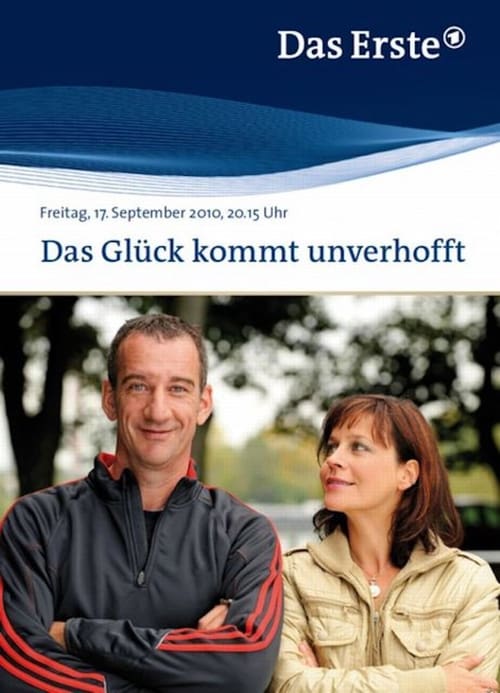 Das Erste
Freitag, 17. September 2010, 20.15 Uhr
Das Glück kommt unverhofft